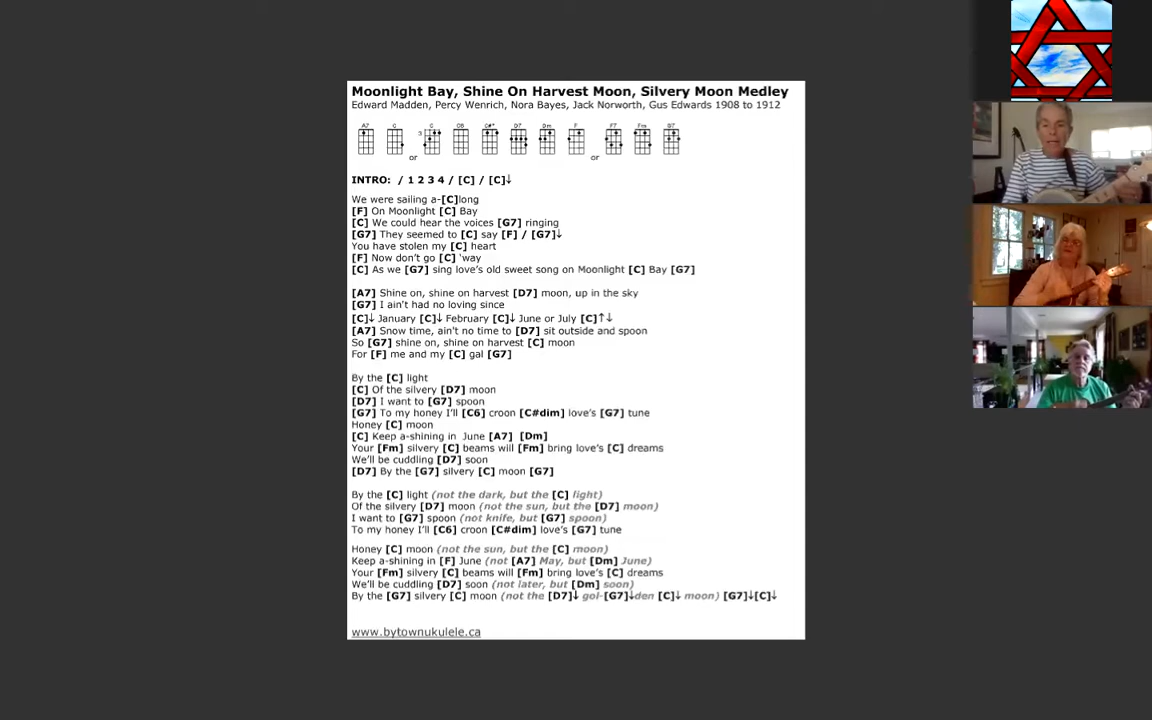 Moonlight Bay, Shine On Harvest Moon, Silvery Moon Medley
Edward Madden, Percy Wenrich, Nora Bayes, Jack Norworth, Gus Edwards 1908 to 1912
A7 C C C6 C#° D7 Dm F F7 Fm G7
3
or or
INTRO: / 1 2 3 4 / [C] / [C]↓
We were sailing a-[C]long
[F] On Moonlight [C] Bay
[C] We could hear the voices [G7] ringing
[G7] They seemed to [C] say [F] / [G7]↓
You have stolen my [C] heart
[F] Now don't go [C] 'way
[C] As we [G7] sing love's old sweet song on Moonlight [C] Bay [G7]
[A7] Shine on, shine on harvest [D7] moon, up in the sky
[G7] I ain't had no loving since
[C]↓ January [C]↓ February [C]↓ June or July [C]↑↓
[A7] Snow time, ain't no time to [D7] sit outside and spoon
So [G7] shine on, shine on harvest [C] moon
For [F] me and my [C] gal [G7]
By the [C] light
[C] Of the silvery [D7] moon
[D7] I want to [G7] spoon
[G7] To my honey I'll [C6] croon [C#dim] love's [G7] tune
Honey [C] moon
[C] Keep a-shining in June [A7] [Dm]
Your [Fm] silvery [C] beams will [Fm] bring love's [C] dreams
We'll be cuddling [D7] soon
[D7] By the [G7] silvery [C] moon [G7]
By the [C] light (not the dark, but the [C] light)
Of the silvery [D7] moon (not the sun, but the [D7] moon)
I want to [G7] spoon (not knife, but [G7] spoon)
To my honey I'll [C6] croon [C#dim] love's [G7] tune
Honey [C] moon (not the sun, but the [C] moon)
Keep a-shining in [F] June (not [A7] May, but [Dm] June)
Your [Fm] silvery [C] beams will [Fm] bring love's [C] dreams
We'll be cuddling [D7] soon (not later, but [Dm] soon)
By the [G7] silvery [C] moon (not the [D7]↓ gol-[G7]↓den [C]↓ moon) [G7]↓[C]↓
www.bytownukulele.ca